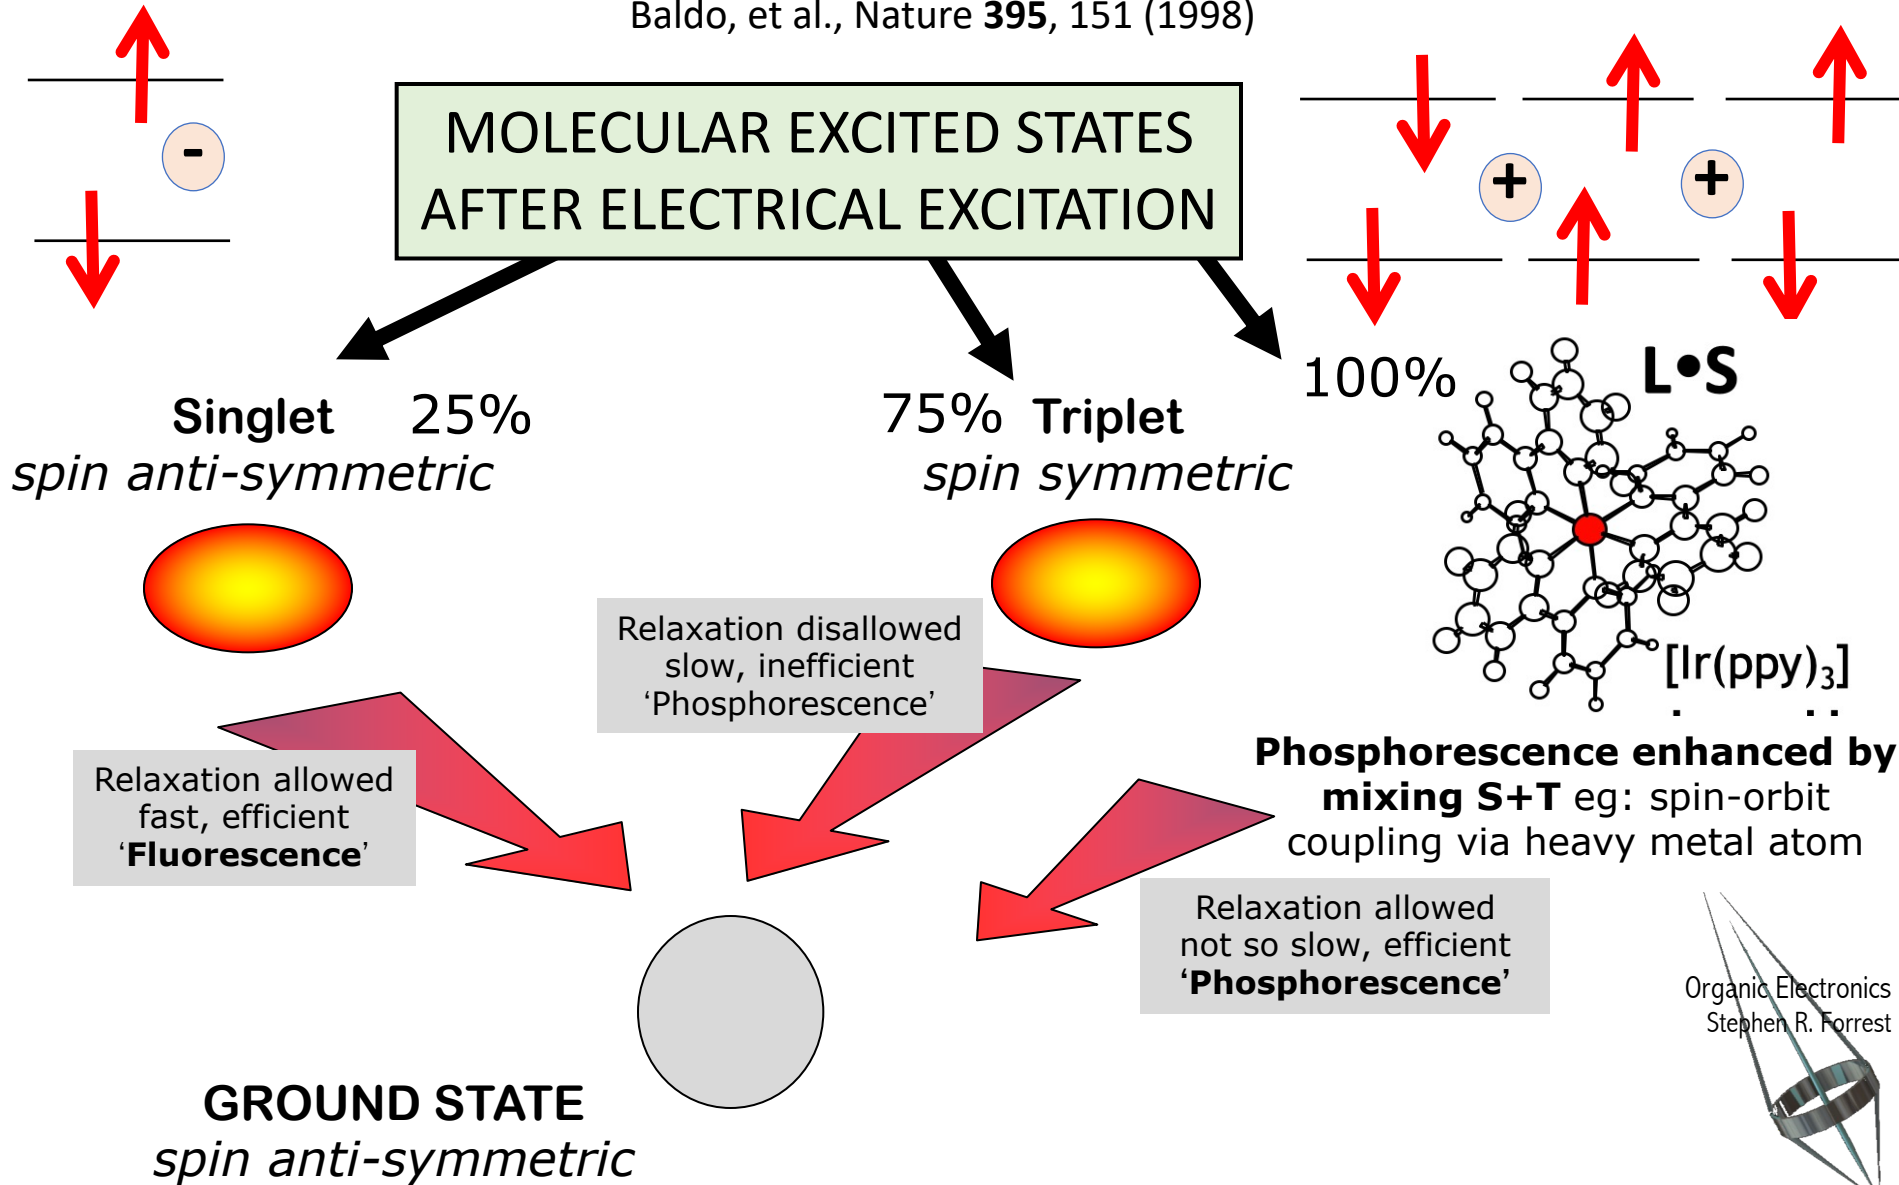 Baldo, et al., Nature 395, 151 (1998)
-
MOLECULAR EXCITED STATES
AFTER ELECTRICAL EXCITATION
+
+
Singlet 25%
spin anti-symmetric
75% Triplet
spin symmetric
100%
L•S
[Ir(ppy)3]
Relaxation disallowed
slow, inefficient
‘Phosphorescence’
Relaxation allowed
fast, efficient
‘Fluorescence’
Phosphorescence enhanced by
mixing S+T eg: spin-orbit
coupling via heavy metal atom
Relaxation allowed
not so slow, efficient
‘Phosphorescence’
Organic Electronics
Stephen R. Forrest
GROUND STATE
spin anti-symmetric